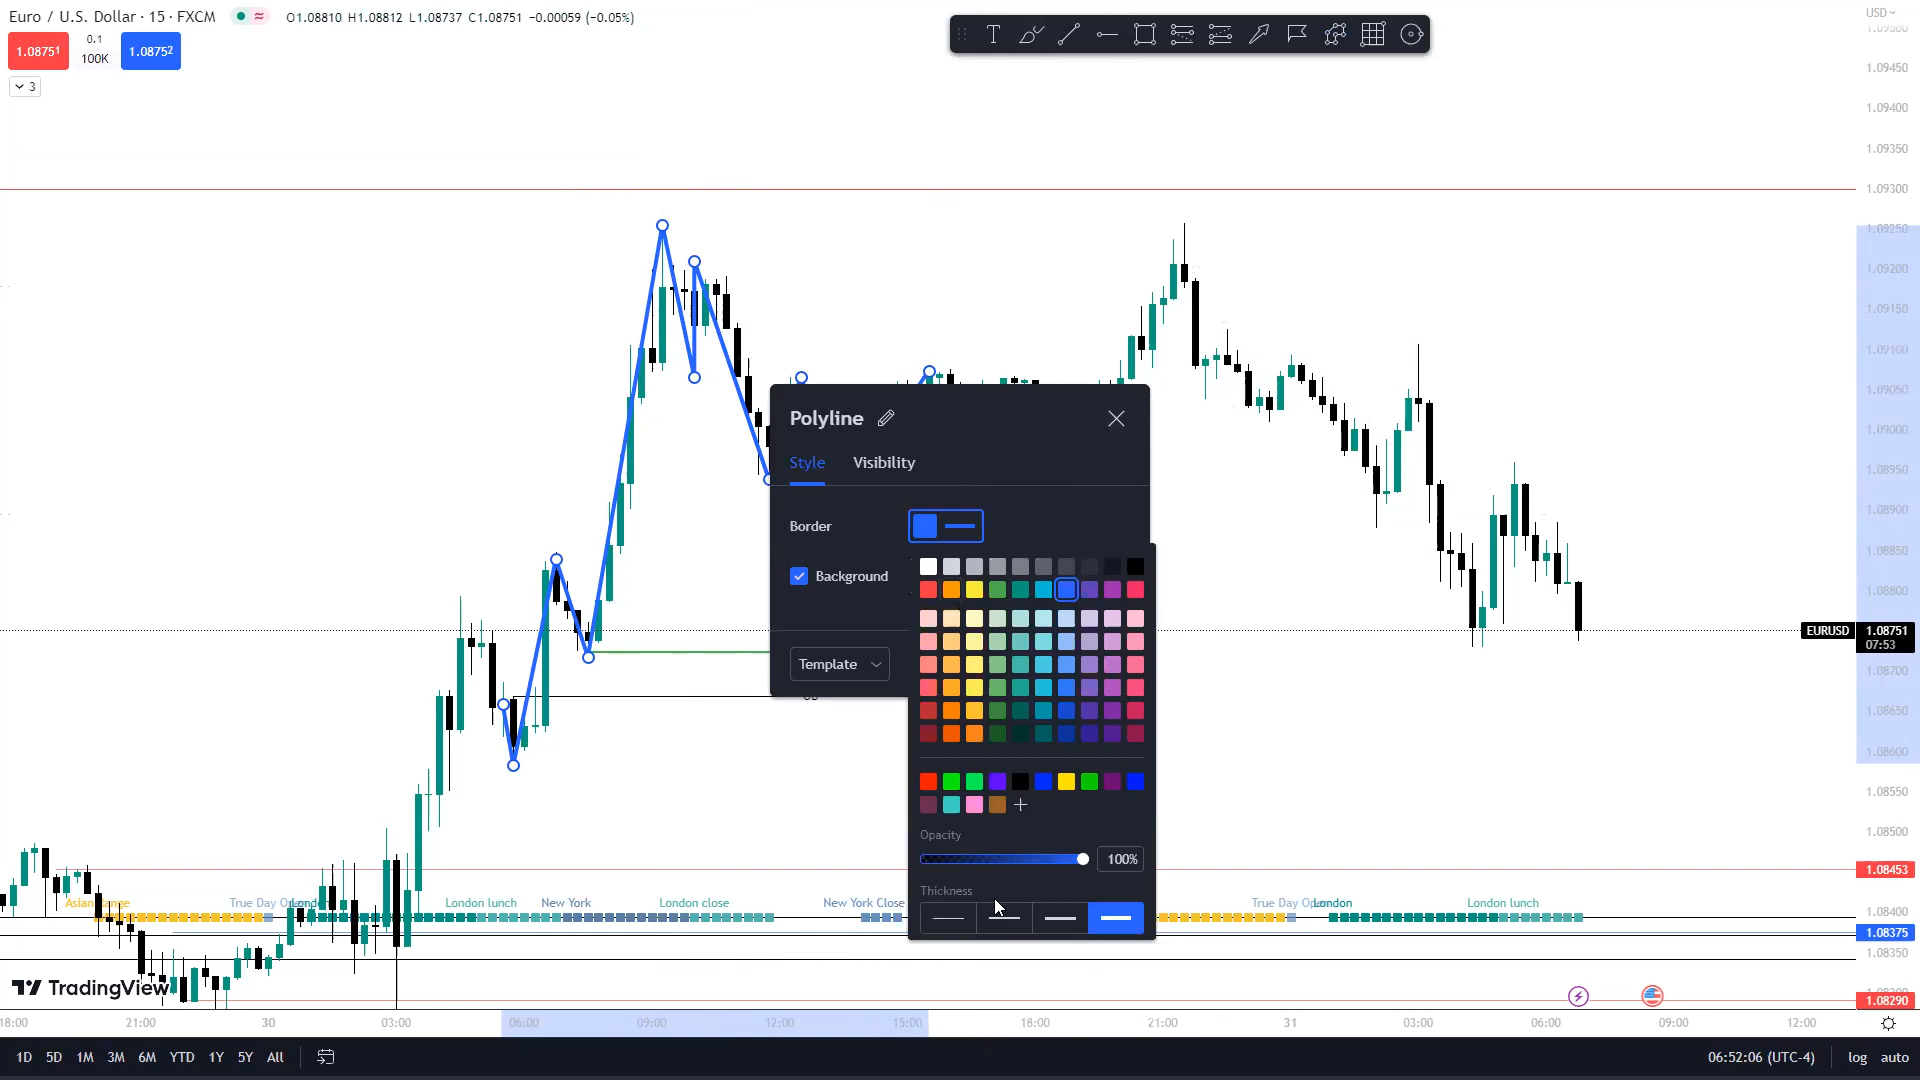 Euro / U.S. Dollar · 15 · FXCM
O1.08810 H1.08812 L1.08737 C1.08751 -0.00059 (-0.05%)
USD
1.08751
0.1
100K
1.08752
3
1.09450
1.09400
1.09350
1.09300
1.09250
1.09200
1.09150
1.09100
1.09050
1.09000
1.08950
1.08900
1.08850
1.08800
EURUSD
1.08751
07:53
1.08700
1.08650
1.08600
1.08550
1.08500
1.08453
1.08400
1.08375
1.08350
1.08290
Polyline
Style
Visibility
Border
Background
Template
Opacity
100%
Thickness
Asian Range
True Day Open
London
London lunch
New York
London close
New York Close
True Day Open
London
London lunch
TradingView
18:00
21:00
30
03:00
06:00
09:00
12:00
15:00
18:00
21:00
31
03:00
06:00
09:00
12:00
1D
5D
1M
3M
6M
YTD
1Y
5Y
All
06:52:06 (UTC-4)
log
auto